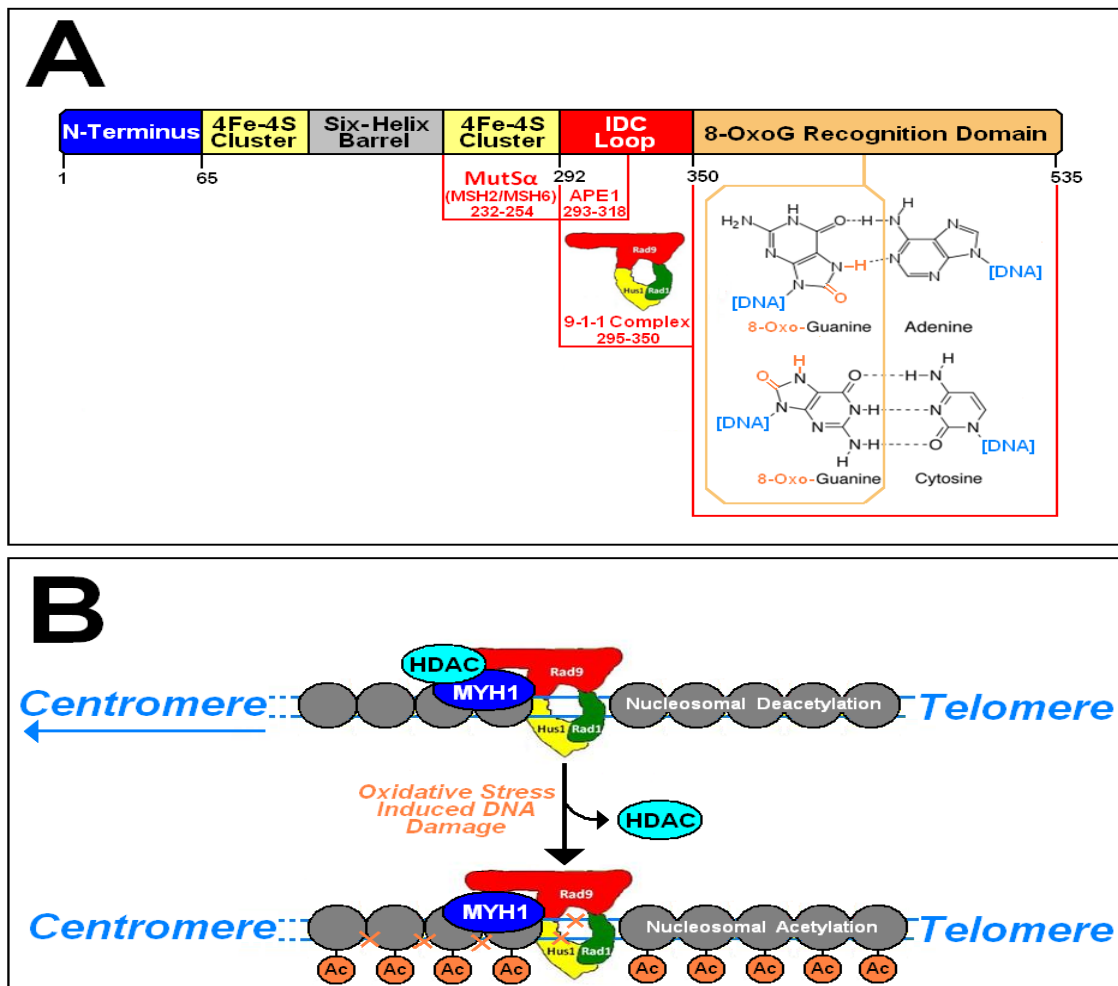 A
N-Terminus
4Fe-4S
Cluster
Six-Helix
Barrel
4Fe-4S
Cluster
IDC
Loop
8-OxoG Recognition Domain
1
65
292
350
535
MutSα
(MSH2/MSH6)
232-254
APE1
293-318
Rad9
Hus1
Rad1
9-1-1 Complex
295-350
H₂N
N
H
N
N
O
N
H
O
[DNA]
H
H
N
N
N
N
N
[DNA]
8-Oxo-Guanine
Adenine
H
O
N
N
O
N
H
N
N
H
H
[DNA]
H
H
N
N
N
O
[DNA]
8-Oxo-Guanine
Cytosine
B
HDAC
MYH1
Rad9
Hus1
Rad1
Centromere
Nucleosomal Deacetylation
Telomere
Oxidative Stress
Induced DNA
Damage
HDAC
Rad9
MYH1
Hus1
Rad1
Centromere
Nucleosomal Acetylation
Telomere
Ac
Ac
Ac
Ac
Ac
Ac
Ac
Ac
Ac